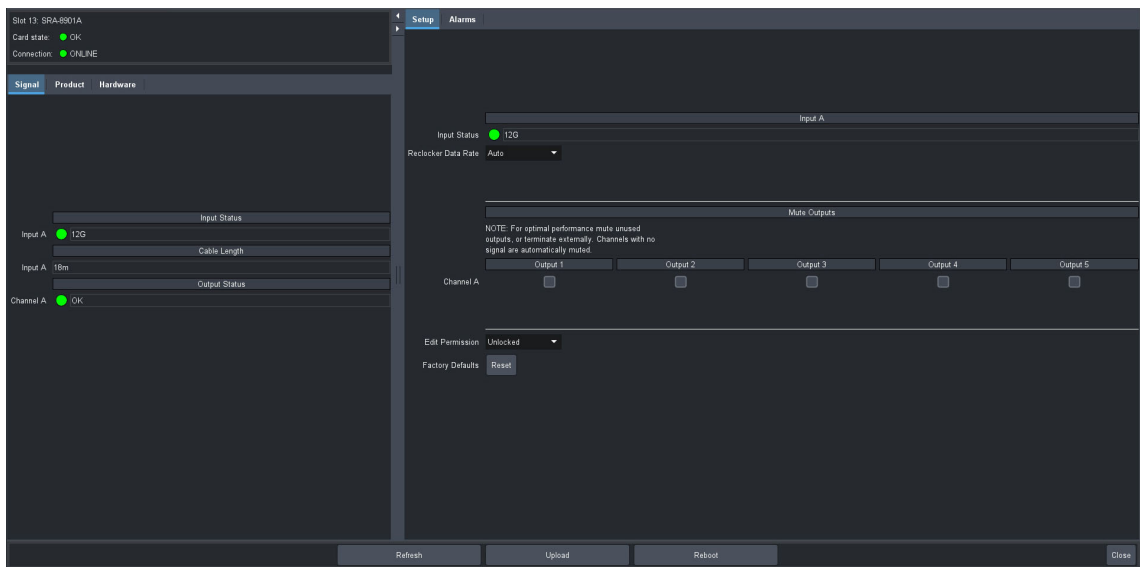 Slot 13: SRA-8901A
Card state: OK
Connection: ONLINE
Signal Product Hardware
Input Status
Input A 12G
Cable Length
Input A 18m
Output Status
Channel A OK
Setup Alarms
Input A
Input Status 12G
Reclocker Data Rate Auto
Mute Outputs
NOTE: For optimal performance mute unused
outputs, or terminate externally. Channels with no
signal are automatically muted.
Output 1 Output 2 Output 3 Output 4 Output 5
Channel A
Edit Permission Unlocked
Factory Defaults Reset
Refresh Upload Reboot Close